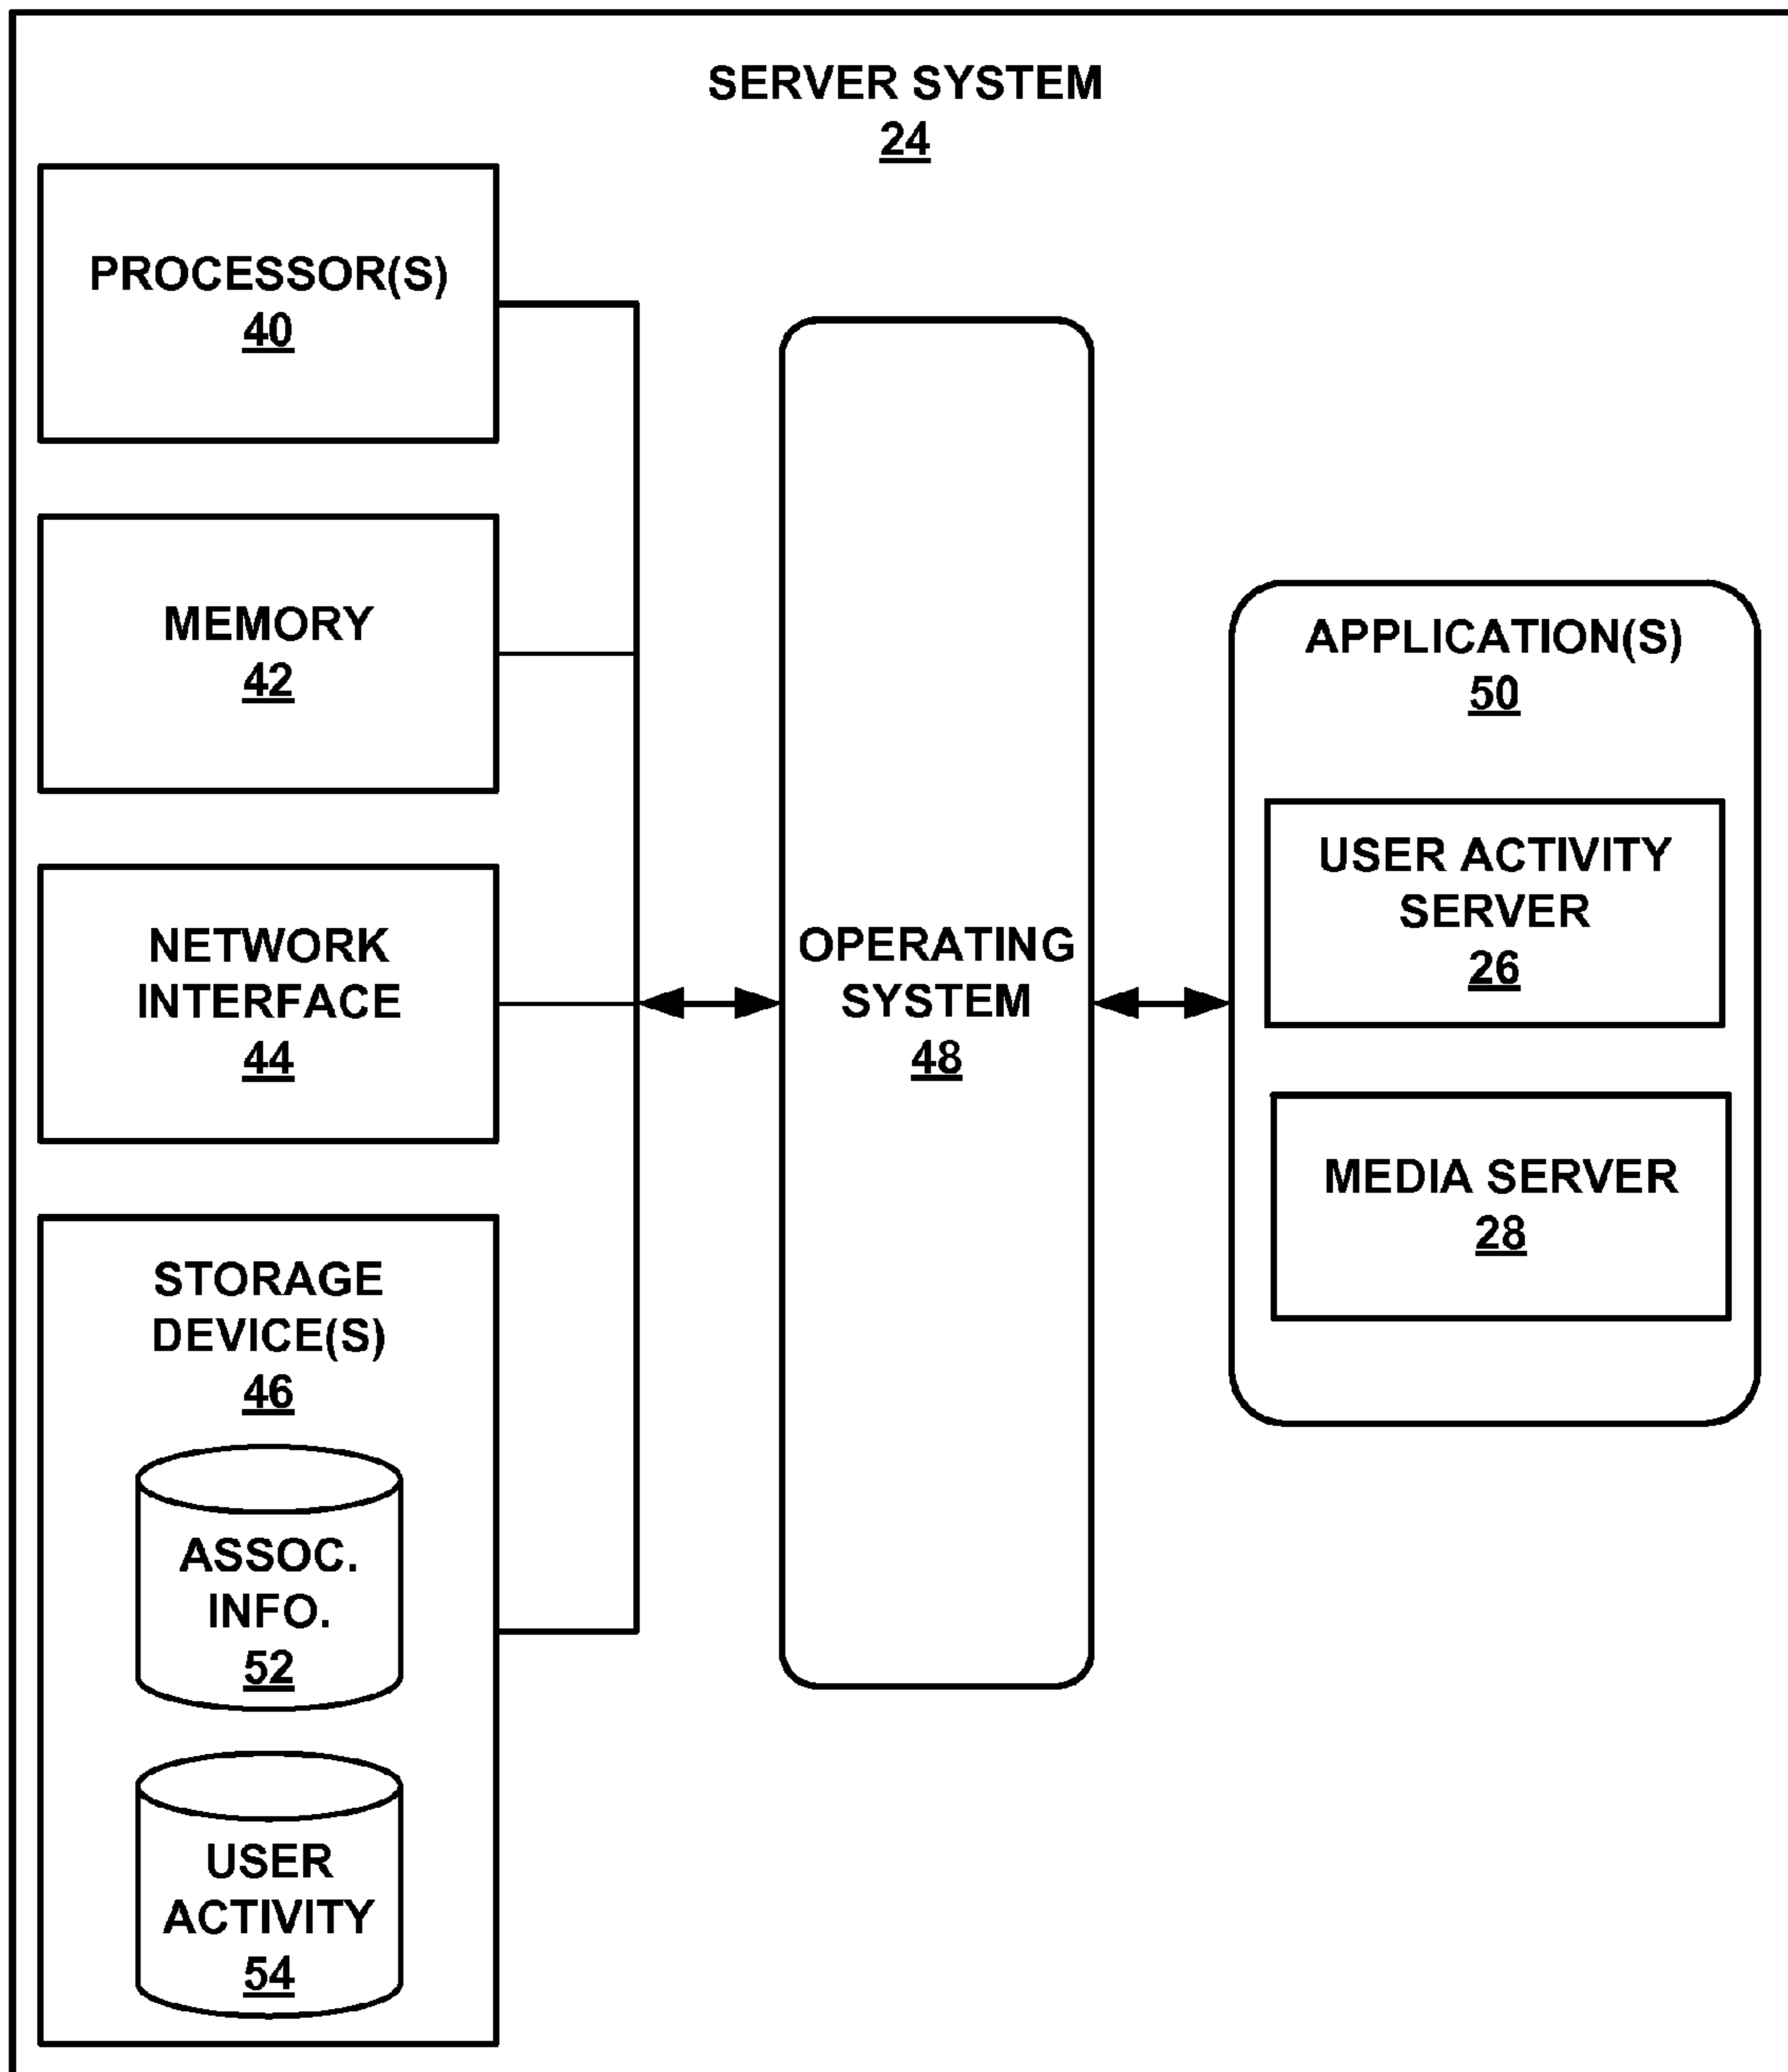 SERVER SYSTEM
24
PROCESSOR(S)
40
MEMORY
42
NETWORK
INTERFACE
44
STORAGE
DEVICE(S)
46
ASSOC.
INFO.
52
USER
ACTIVITY
54
OPERATING
SYSTEM
48
APPLICATION(S)
50
USER ACTIVITY
SERVER
26
MEDIA SERVER
28